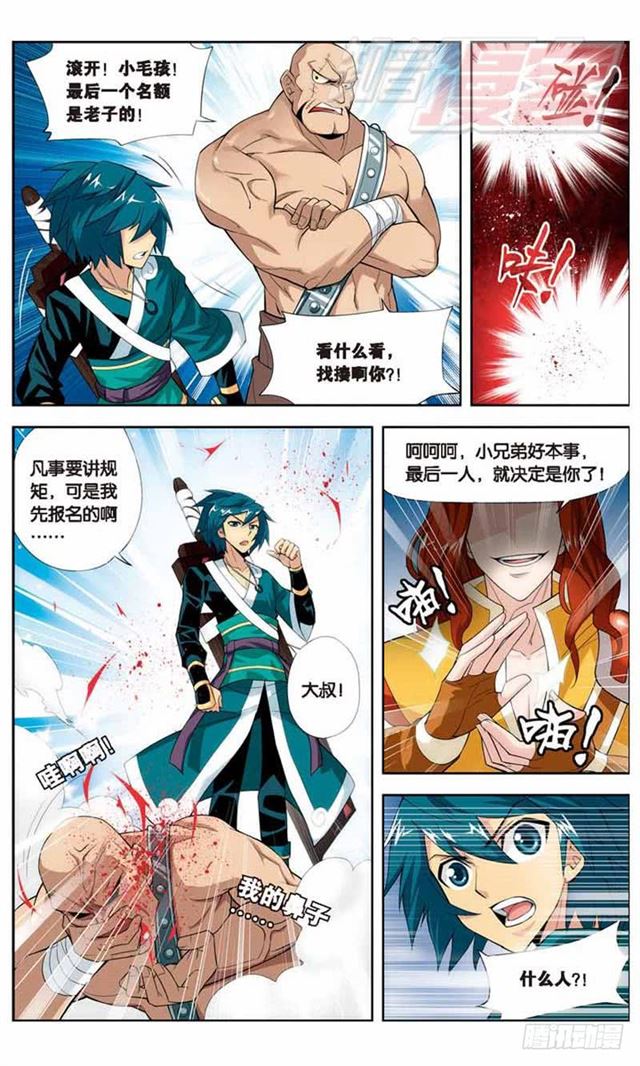 滚开！小毛孩！
最后一个名额
是老子的！
看什么看，
找揍啊你?!
碰！
咔！
凡事要讲规
矩，可是我
先报名的啊
……
大叔！
哇啊啊！
我的鼻子
……
呵呵呵，小兄弟好本事，
最后一人，就决定是你了！
啪！
啪！
什么人?!
腾讯动漫